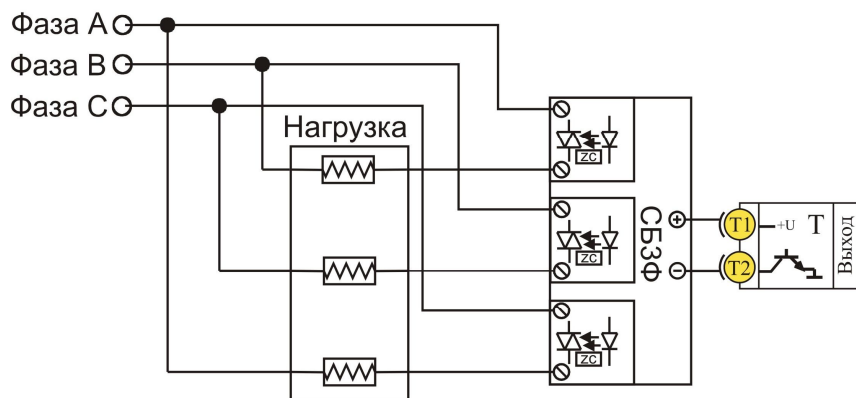 Фаза A
Фаза B
Фаза C
Нагрузка
ZC
ZC
ZC
СБ3Ф
+
−
T1
T2
+U
T
Выход